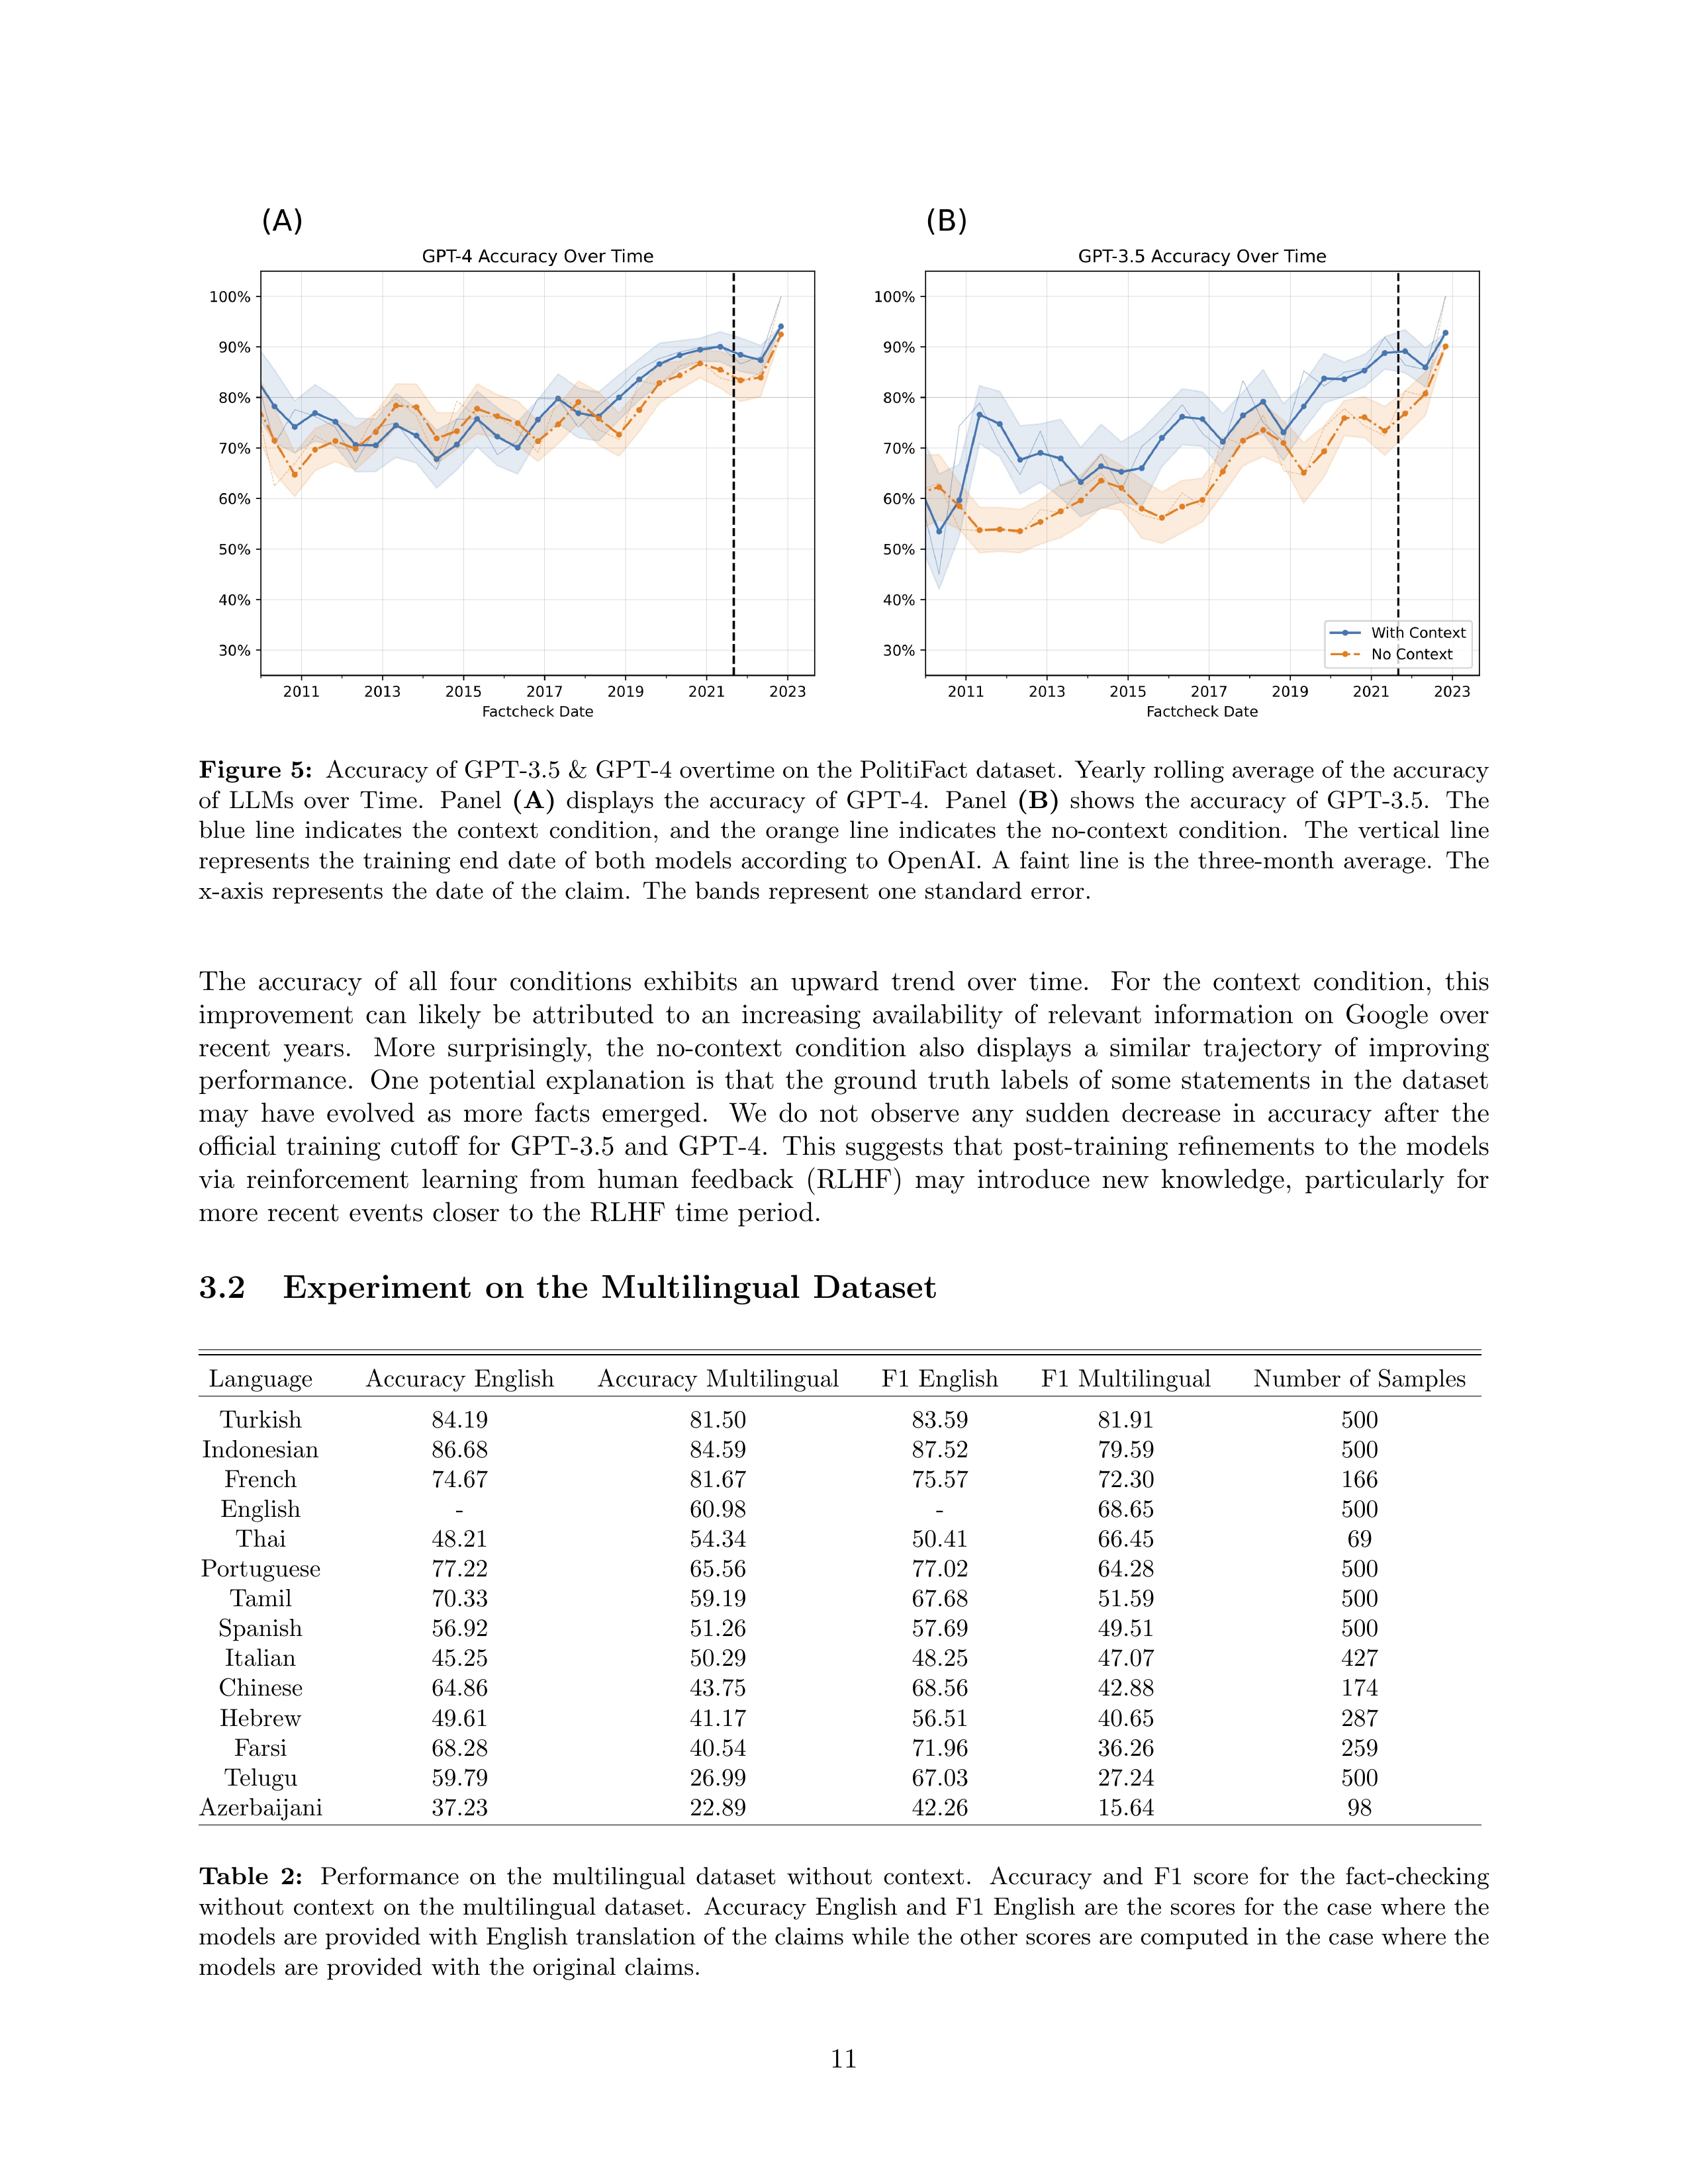 (A)
GPT-4 Accuracy Over Time
100%
90%
80%
70%
60%
50%
40%
30%
2011 2013 2015 2017 2019 2021 2023
Factcheck Date
(B)
GPT-3.5 Accuracy Over Time
100%
90%
80%
70%
60%
50%
40%
30%
With Context
No Context
2011 2013 2015 2017 2019 2021 2023
Factcheck Date
Figure 5: Accuracy of GPT-3.5 & GPT-4 overtime on the PolitiFact dataset. Yearly rolling average of the accuracy
of LLMs over Time. Panel (A) displays the accuracy of GPT-4. Panel (B) shows the accuracy of GPT-3.5. The
blue line indicates the context condition, and the orange line indicates the no-context condition. The vertical line
represents the training end date of both models according to OpenAI. A faint line is the three-month average. The
x-axis represents the date of the claim. The bands represent one standard error.
The accuracy of all four conditions exhibits an upward trend over time. For the context condition, this
improvement can likely be attributed to an increasing availability of relevant information on Google over
recent years. More surprisingly, the no-context condition also displays a similar trajectory of improving
performance. One potential explanation is that the ground truth labels of some statements in the dataset
may have evolved as more facts emerged. We do not observe any sudden decrease in accuracy after the
official training cutoff for GPT-3.5 and GPT-4. This suggests that post-training refinements to the models
via reinforcement learning from human feedback (RLHF) may introduce new knowledge, particularly for
more recent events closer to the RLHF time period.
3.2 Experiment on the Multilingual Dataset
Language Accuracy English Accuracy Multilingual F1 English F1 Multilingual Number of Samples
Turkish 84.19 81.50 83.59 81.91 500
Indonesian 86.68 84.59 87.52 79.59 500
French 74.67 81.67 75.57 72.30 166
English - 60.98 - 68.65 500
Thai 48.21 54.34 50.41 66.45 69
Portuguese 77.22 65.56 77.02 64.28 500
Tamil 70.33 59.19 67.68 51.59 500
Spanish 56.92 51.26 57.69 49.51 500
Italian 45.25 50.29 48.25 47.07 427
Chinese 64.86 43.75 68.56 42.88 174
Hebrew 49.61 41.17 56.51 40.65 287
Farsi 68.28 40.54 71.96 36.26 259
Telugu 59.79 26.99 67.03 27.24 500
Azerbaijani 37.23 22.89 42.26 15.64 98
Table 2: Performance on the multilingual dataset without context. Accuracy and F1 score for the fact-checking
without context on the multilingual dataset. Accuracy English and F1 English are the scores for the case where the
models are provided with English translation of the claims while the other scores are computed in the case where the
models are provided with the original claims.
11